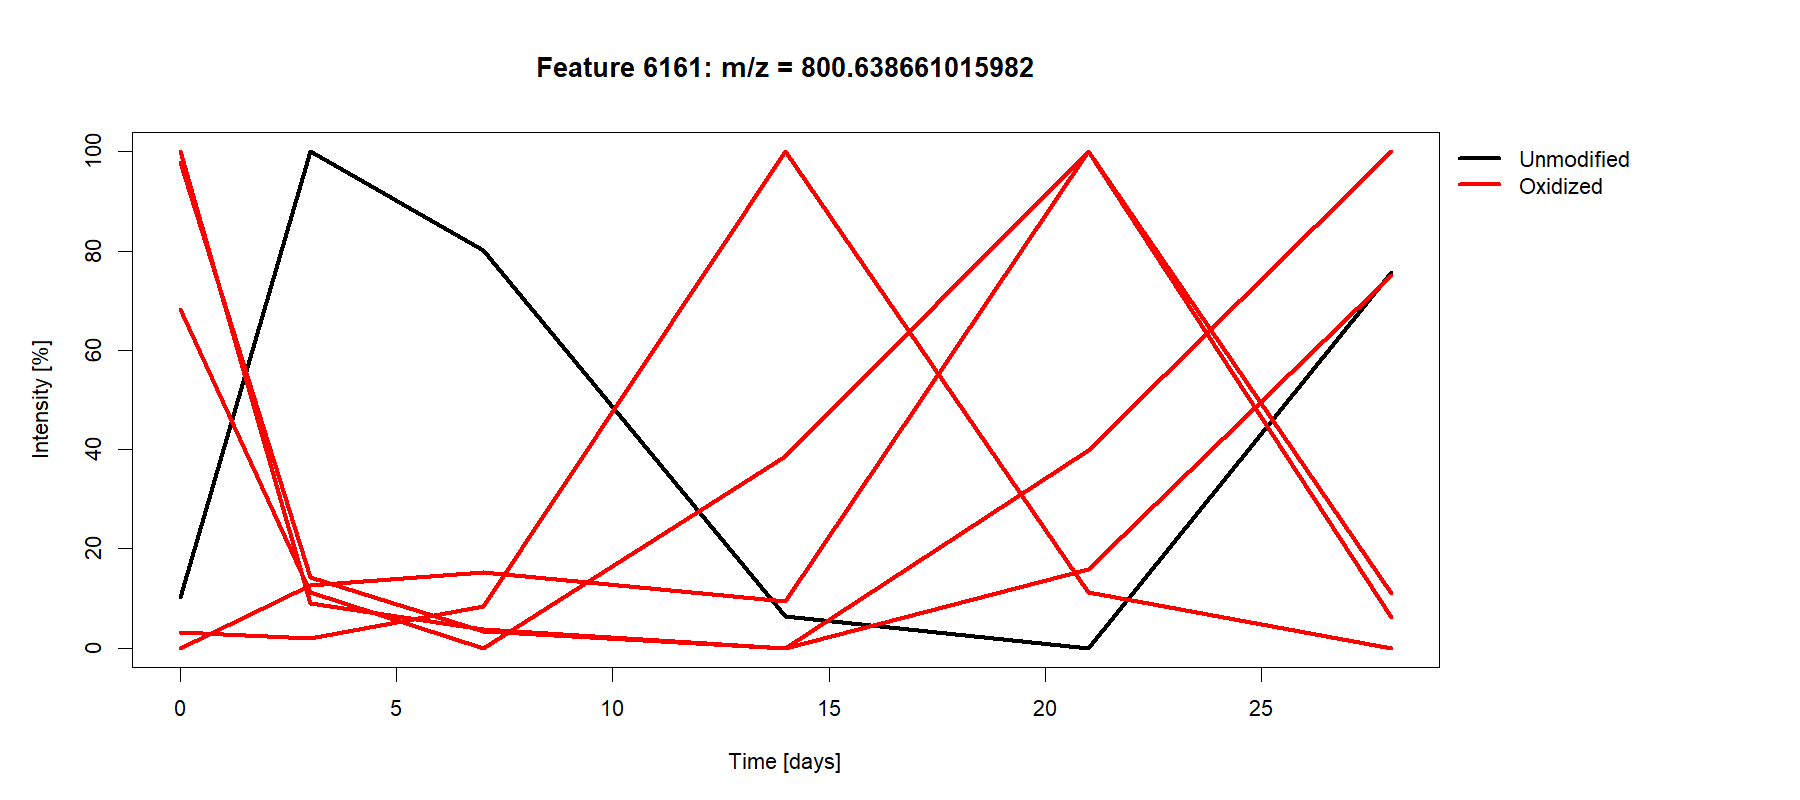 Feature 6161: m/z = 800.638661015982
Unmodified
Oxidized
Intensity [%]
100
80
60
40
20
0
0 5 10 15 20 25
Time [days]